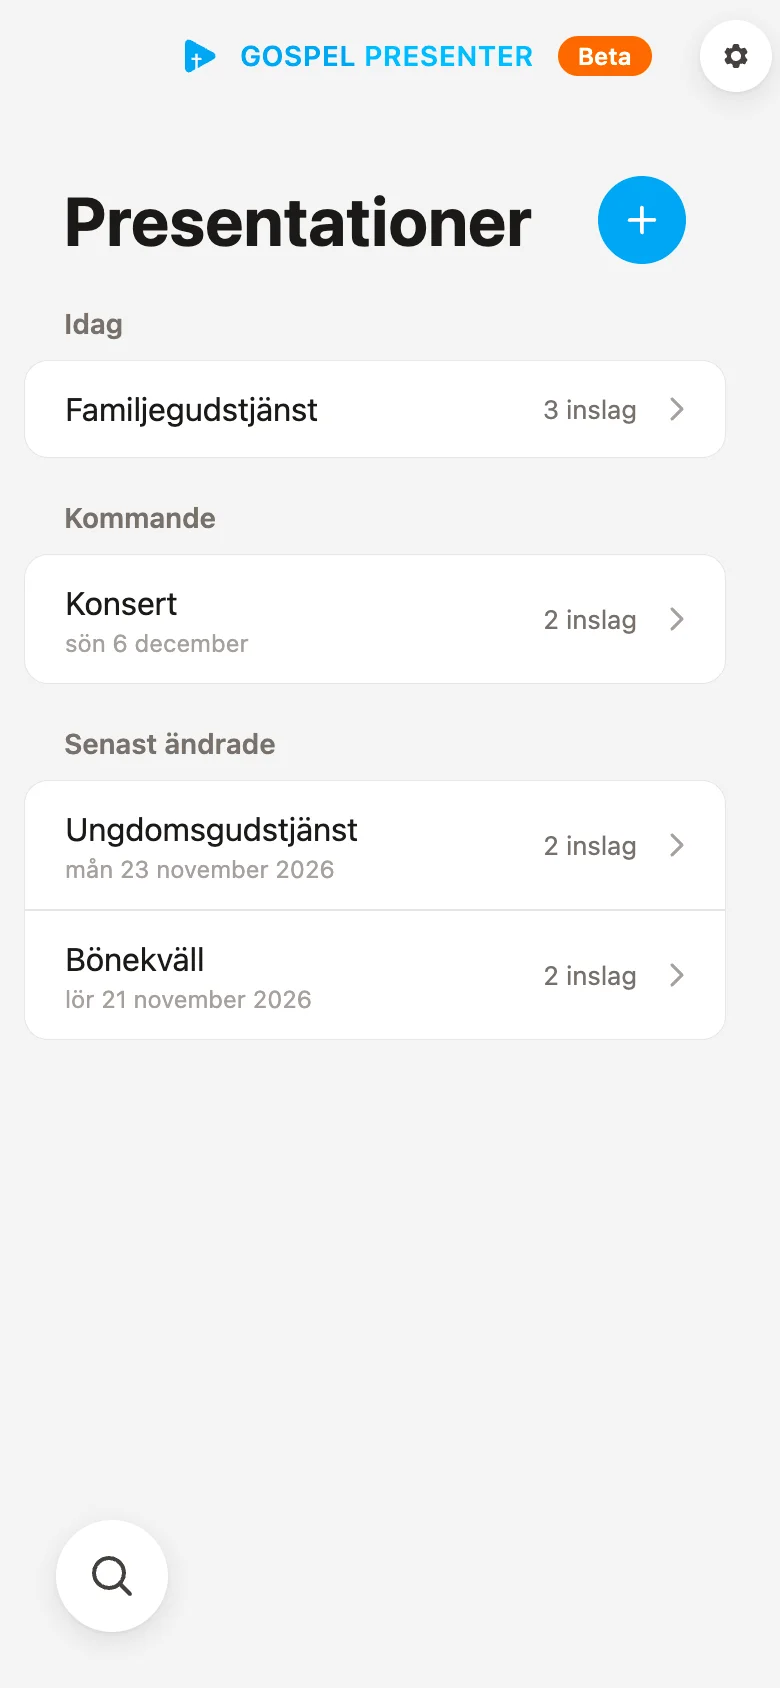 GOSPEL PRESENTER Beta
Presentationer
Idag
Familjegudstjänst 3 inslag
Kommande
Konsert
sön 6 december
2 inslag
Senast ändrade
Ungdomsgudstjänst
mån 23 november 2026
2 inslag
Bönekväll
lör 21 november 2026
2 inslag